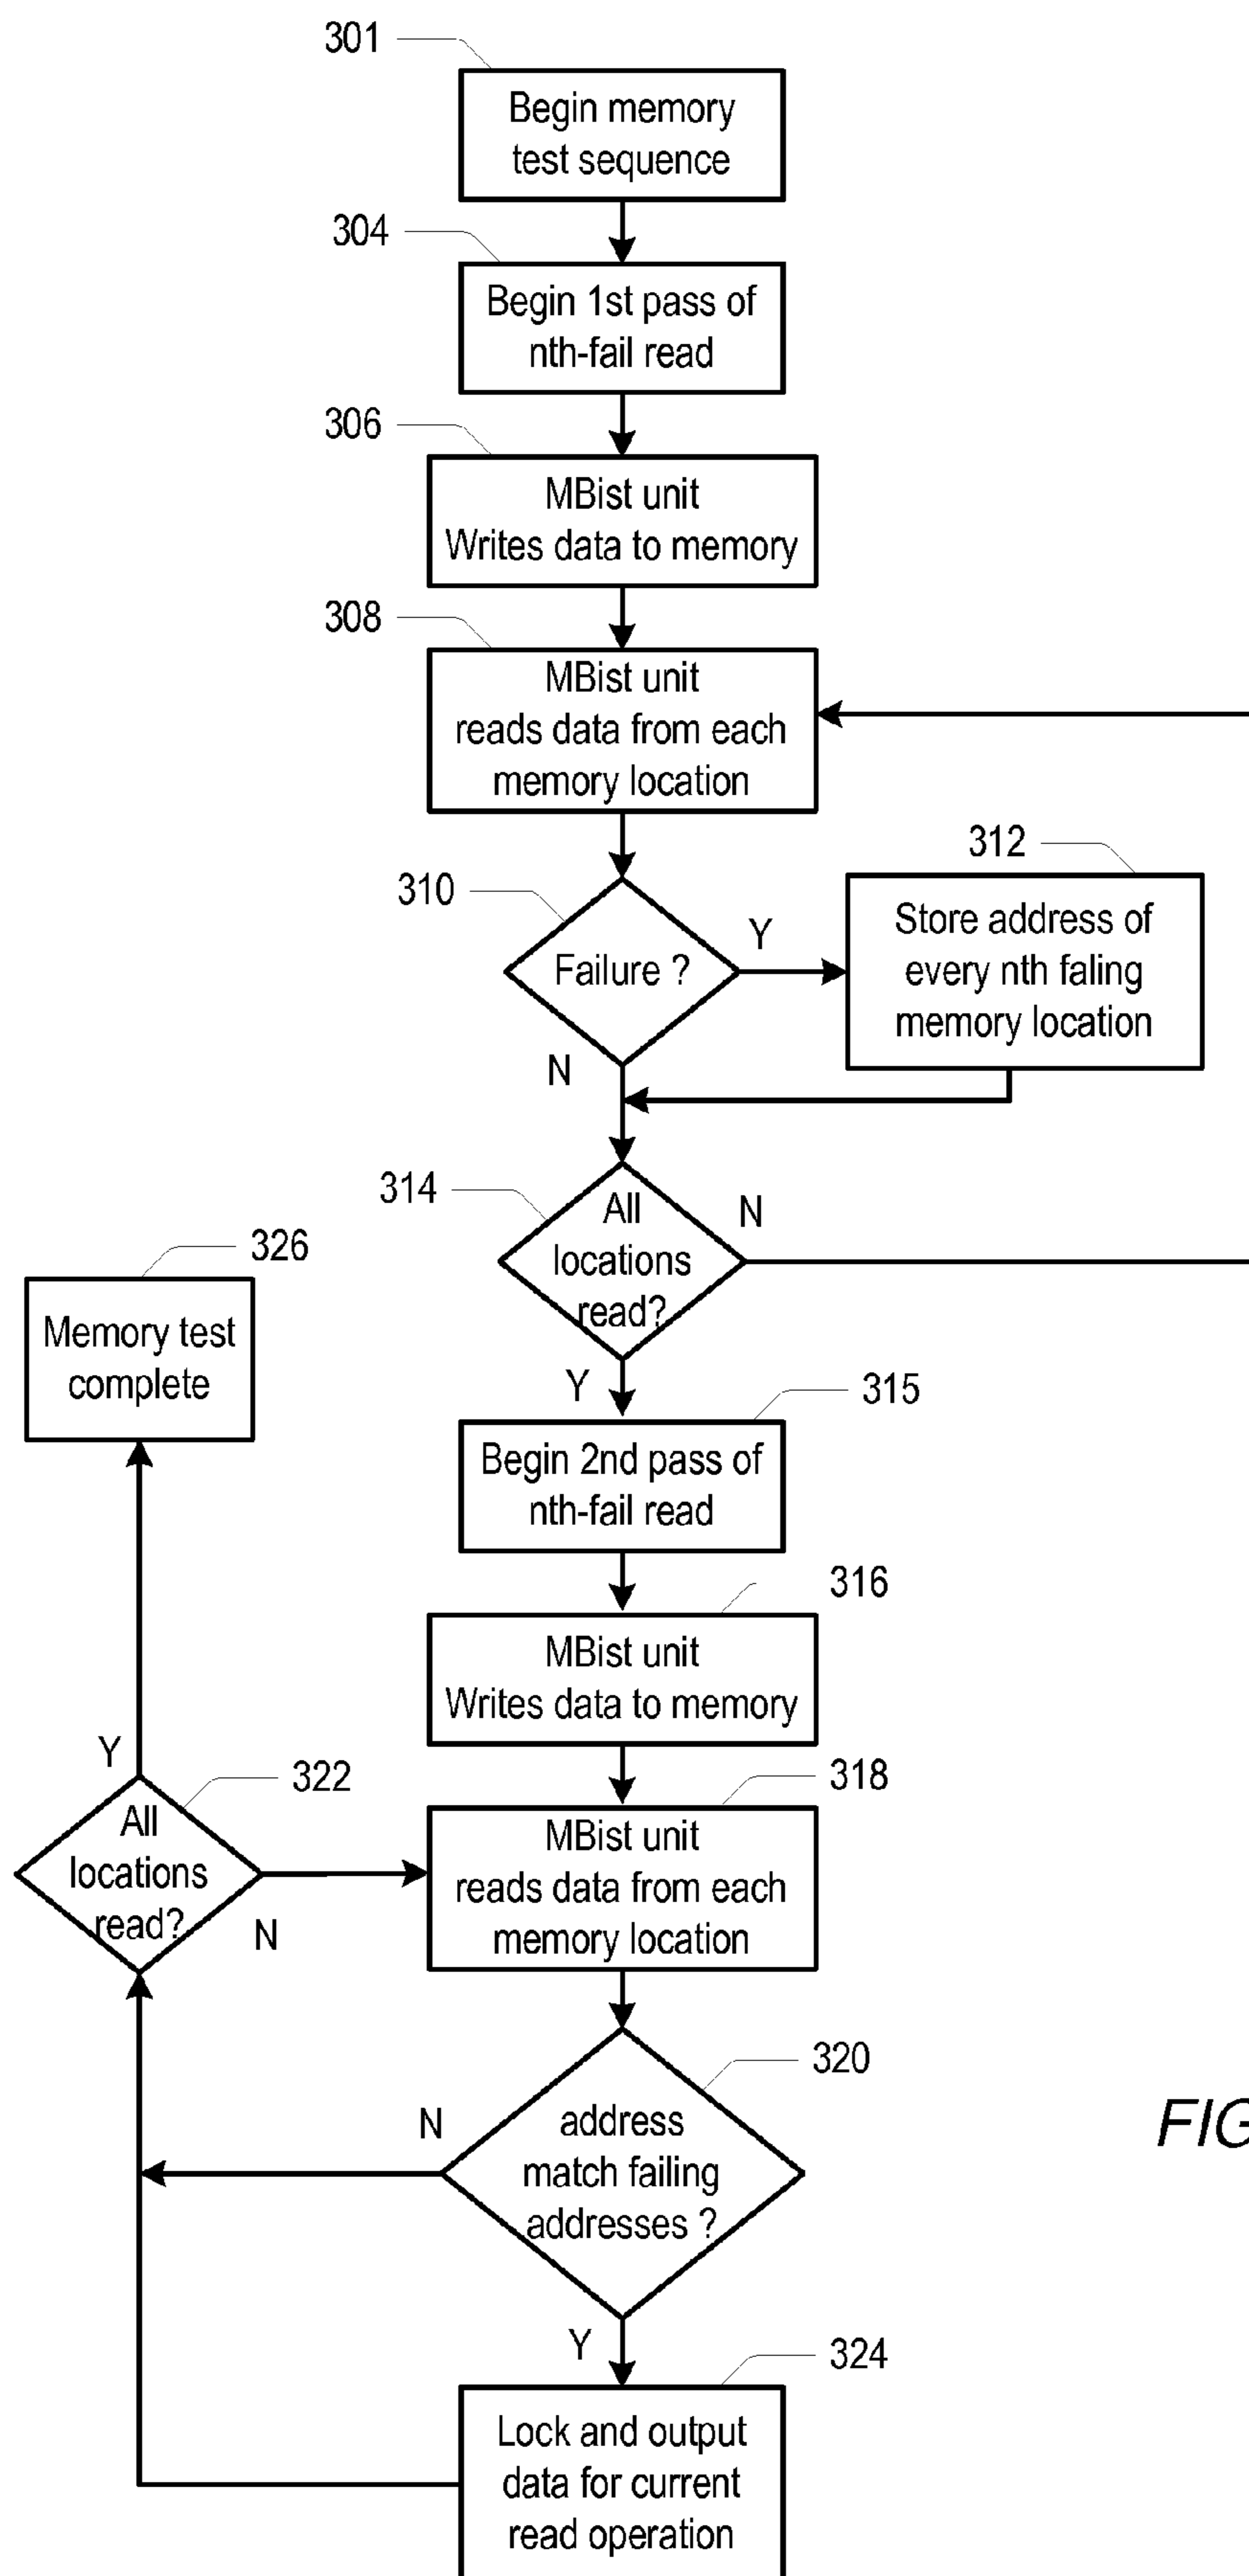 301
Begin memory
test sequence
304
Begin 1st pass of
nth-fail read
306
MBist unit
Writes data to memory
308
MBist unit
reads data from each
memory location
310
Failure ?
Y
N
312
Store address of
every nth faling
memory location
314
All
locations
read?
N
Y
326
Memory test
complete
315
Begin 2nd pass of
nth-fail read
316
MBist unit
Writes data to memory
Y
322
All
locations
read?
N
318
MBist unit
reads data from each
memory location
320
address
match failing
addresses ?
N
Y
FIG
324
Lock and output
data for current
read operation